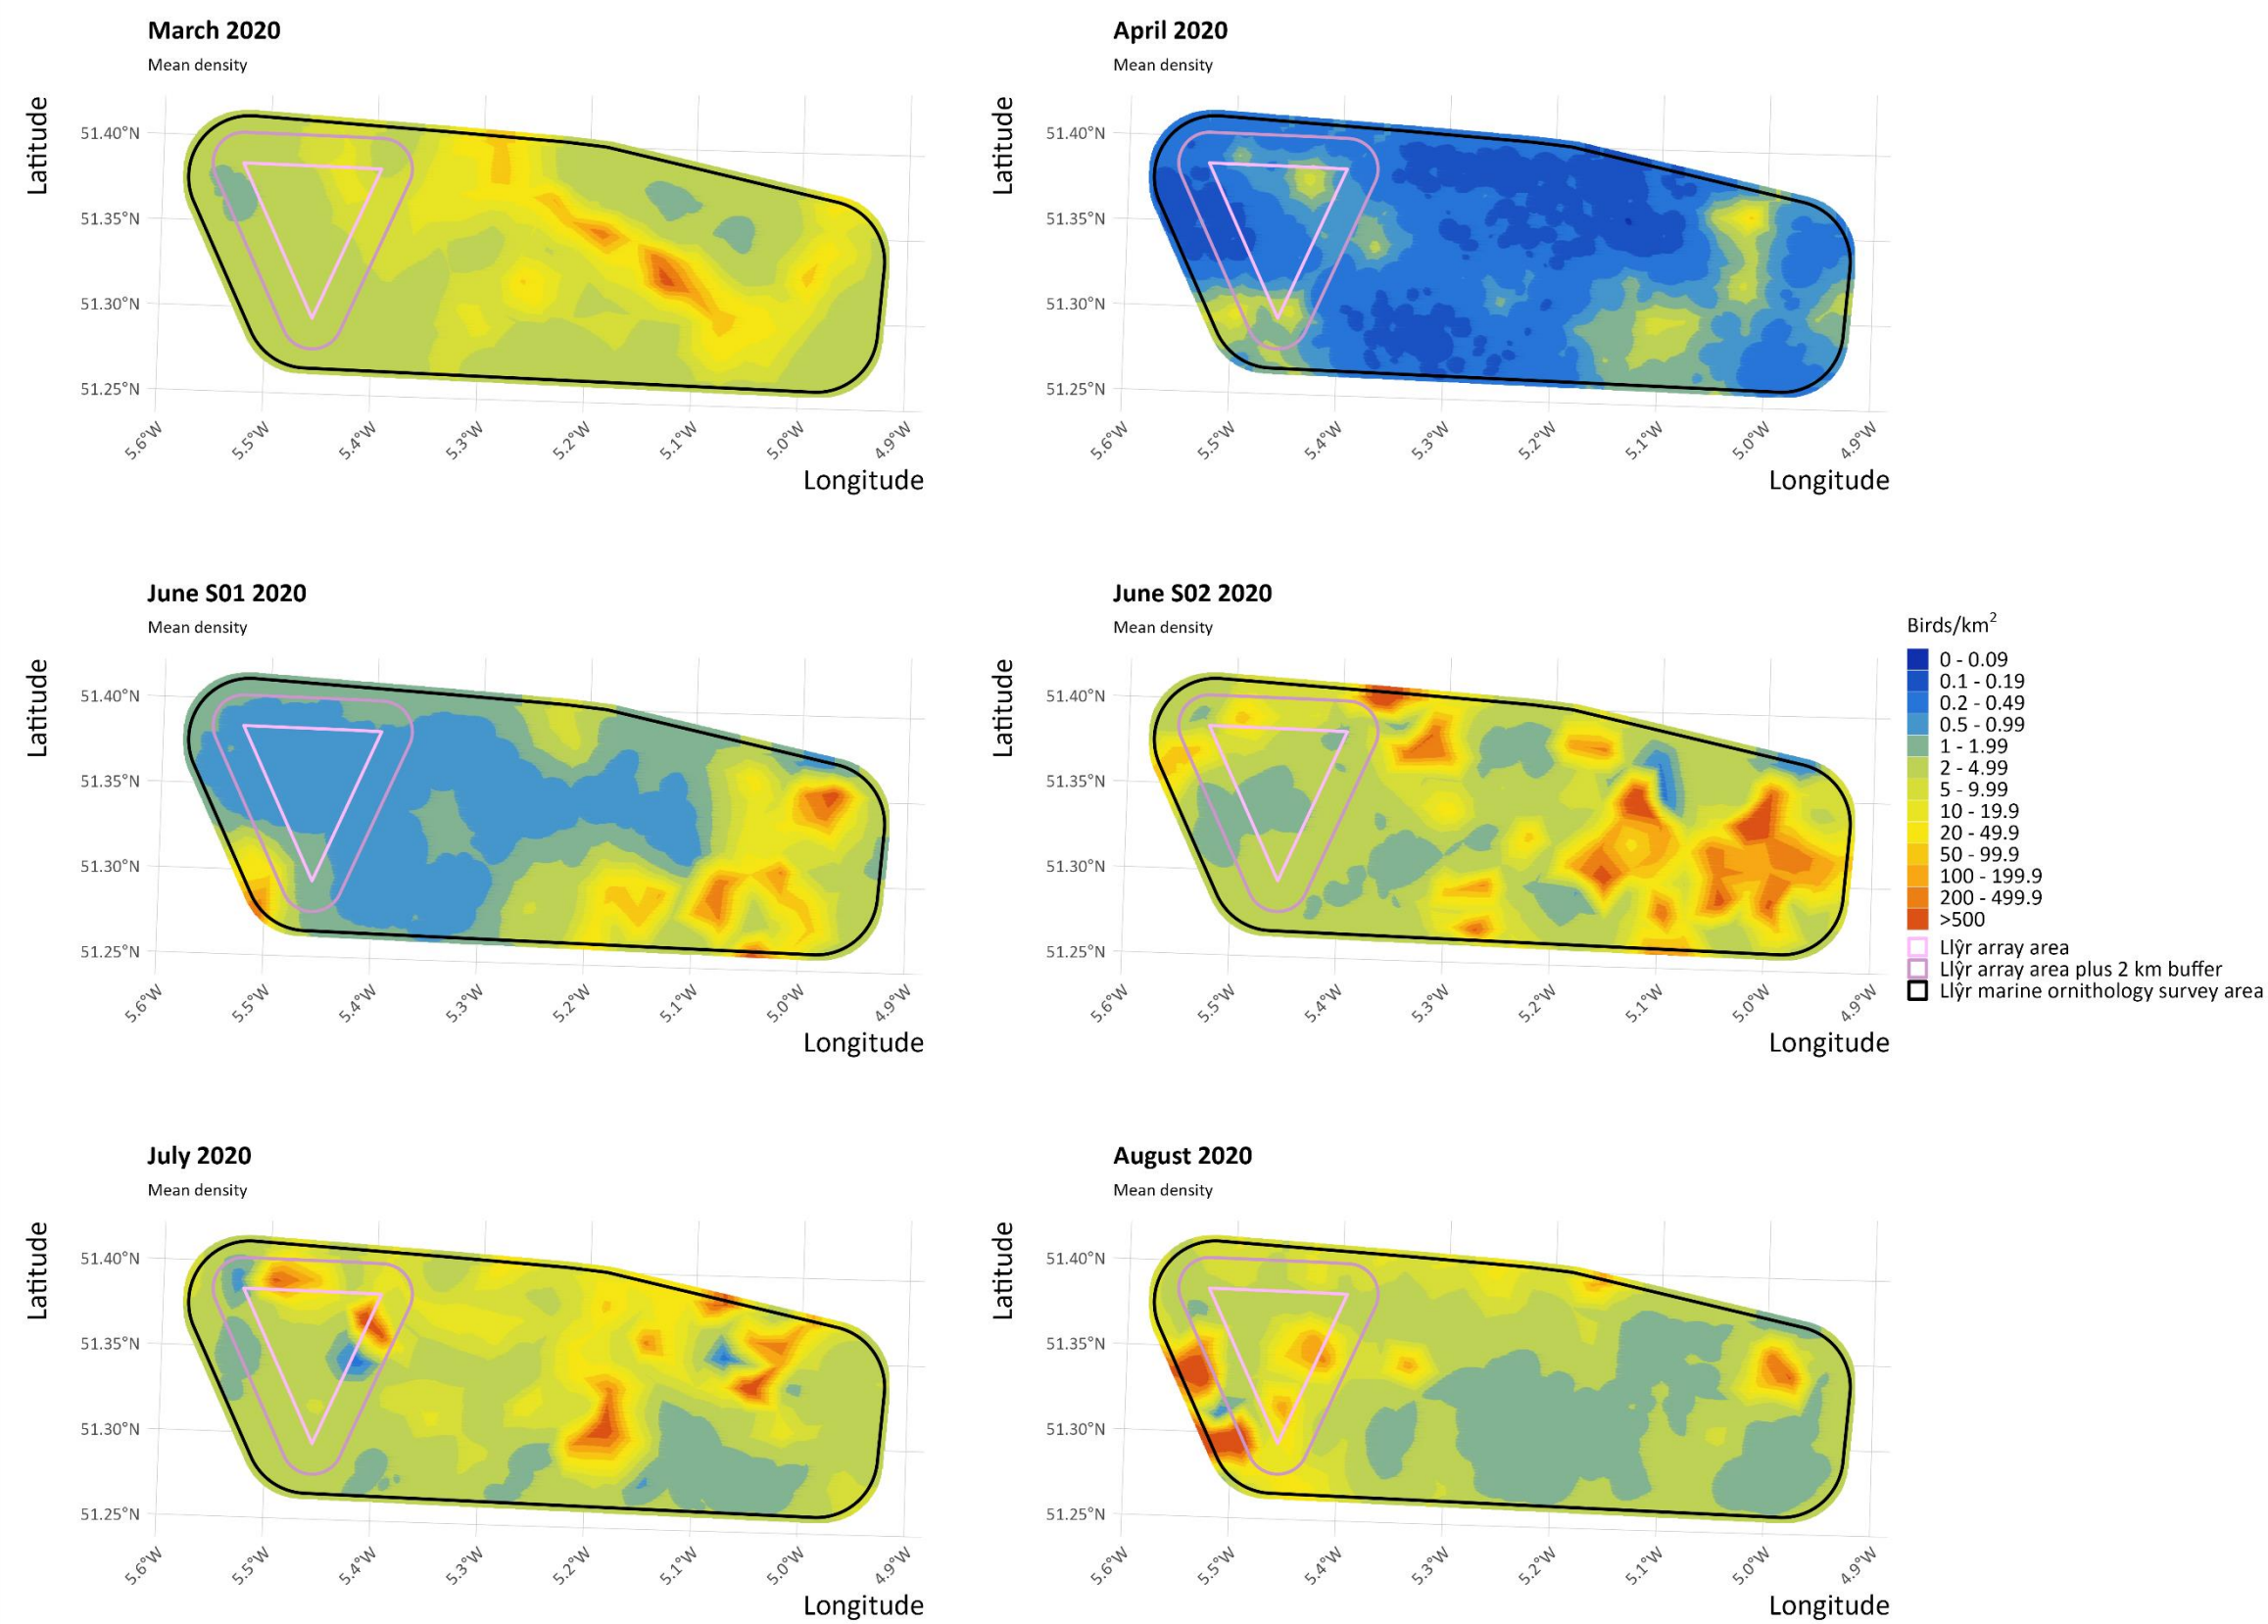 March 2020
Mean density
Latitude
51.40°N
51.35°N
51.30°N
51.25°N
5.6°W
5.5°W
5.4°W
5.3°W
5.2°W
5.1°W
5.0°W
4.9°W
Longitude
April 2020
Mean density
Latitude
51.40°N
51.35°N
51.30°N
51.25°N
5.6°W
5.5°W
5.4°W
5.3°W
5.2°W
5.1°W
5.0°W
4.9°W
Longitude
June S01 2020
Mean density
Latitude
51.40°N
51.35°N
51.30°N
51.25°N
5.6°W
5.5°W
5.4°W
5.3°W
5.2°W
5.1°W
5.0°W
4.9°W
Longitude
June S02 2020
Mean density
Latitude
51.40°N
51.35°N
51.30°N
51.25°N
5.6°W
5.5°W
5.4°W
5.3°W
5.2°W
5.1°W
5.0°W
4.9°W
Longitude
Birds/km²
0 - 0.09
0.1 - 0.19
0.2 - 0.49
0.5 - 0.99
1 - 1.99
2 - 4.99
5 - 9.99
10 - 19.9
20 - 49.9
50 - 99.9
100 - 199.9
200 - 499.9
>500
Llŷr array area
Llŷr array area plus 2 km buffer
Llŷr marine ornithology survey area
July 2020
Mean density
Latitude
51.40°N
51.35°N
51.30°N
51.25°N
5.6°W
5.5°W
5.4°W
5.3°W
5.2°W
5.1°W
5.0°W
4.9°W
Longitude
August 2020
Mean density
Latitude
51.40°N
51.35°N
51.30°N
51.25°N
5.6°W
5.5°W
5.4°W
5.3°W
5.2°W
5.1°W
5.0°W
4.9°W
Longitude